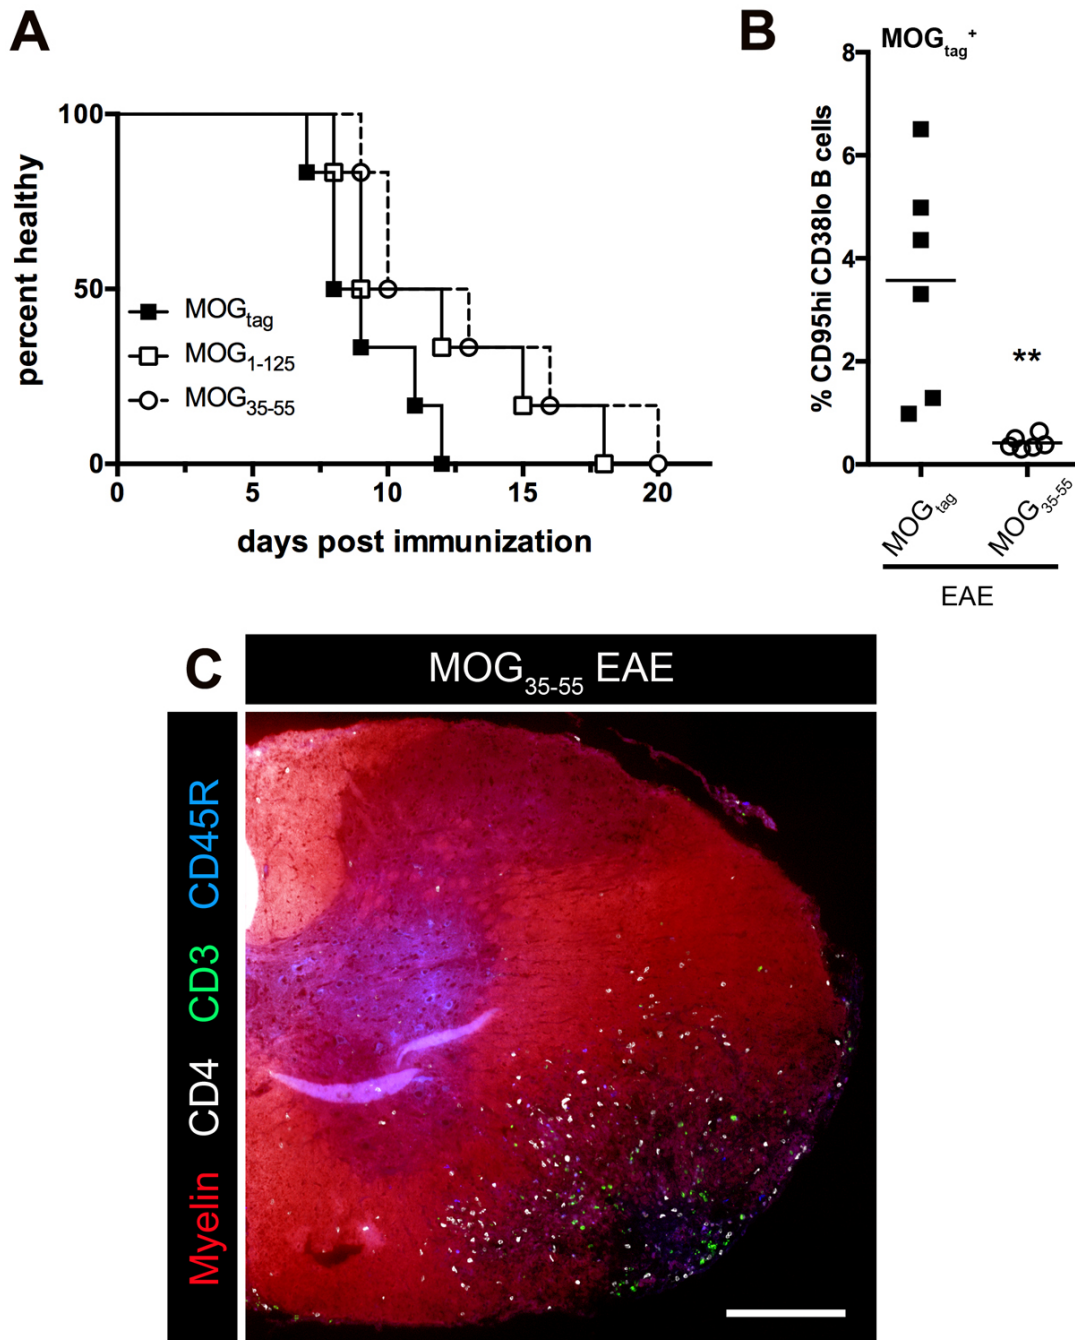 A
percent healthy
100
50
0
MOGtag
MOG1-125
MOG35-55
0 5 10 15 20
days post immunization
B
MOGtag+
% CD95hi CD38lo B cells
8
6
4
2
0
**
MOGtag MOG35-55
EAE
C
MOG35-55 EAE
Myelin CD4 CD3 CD45R